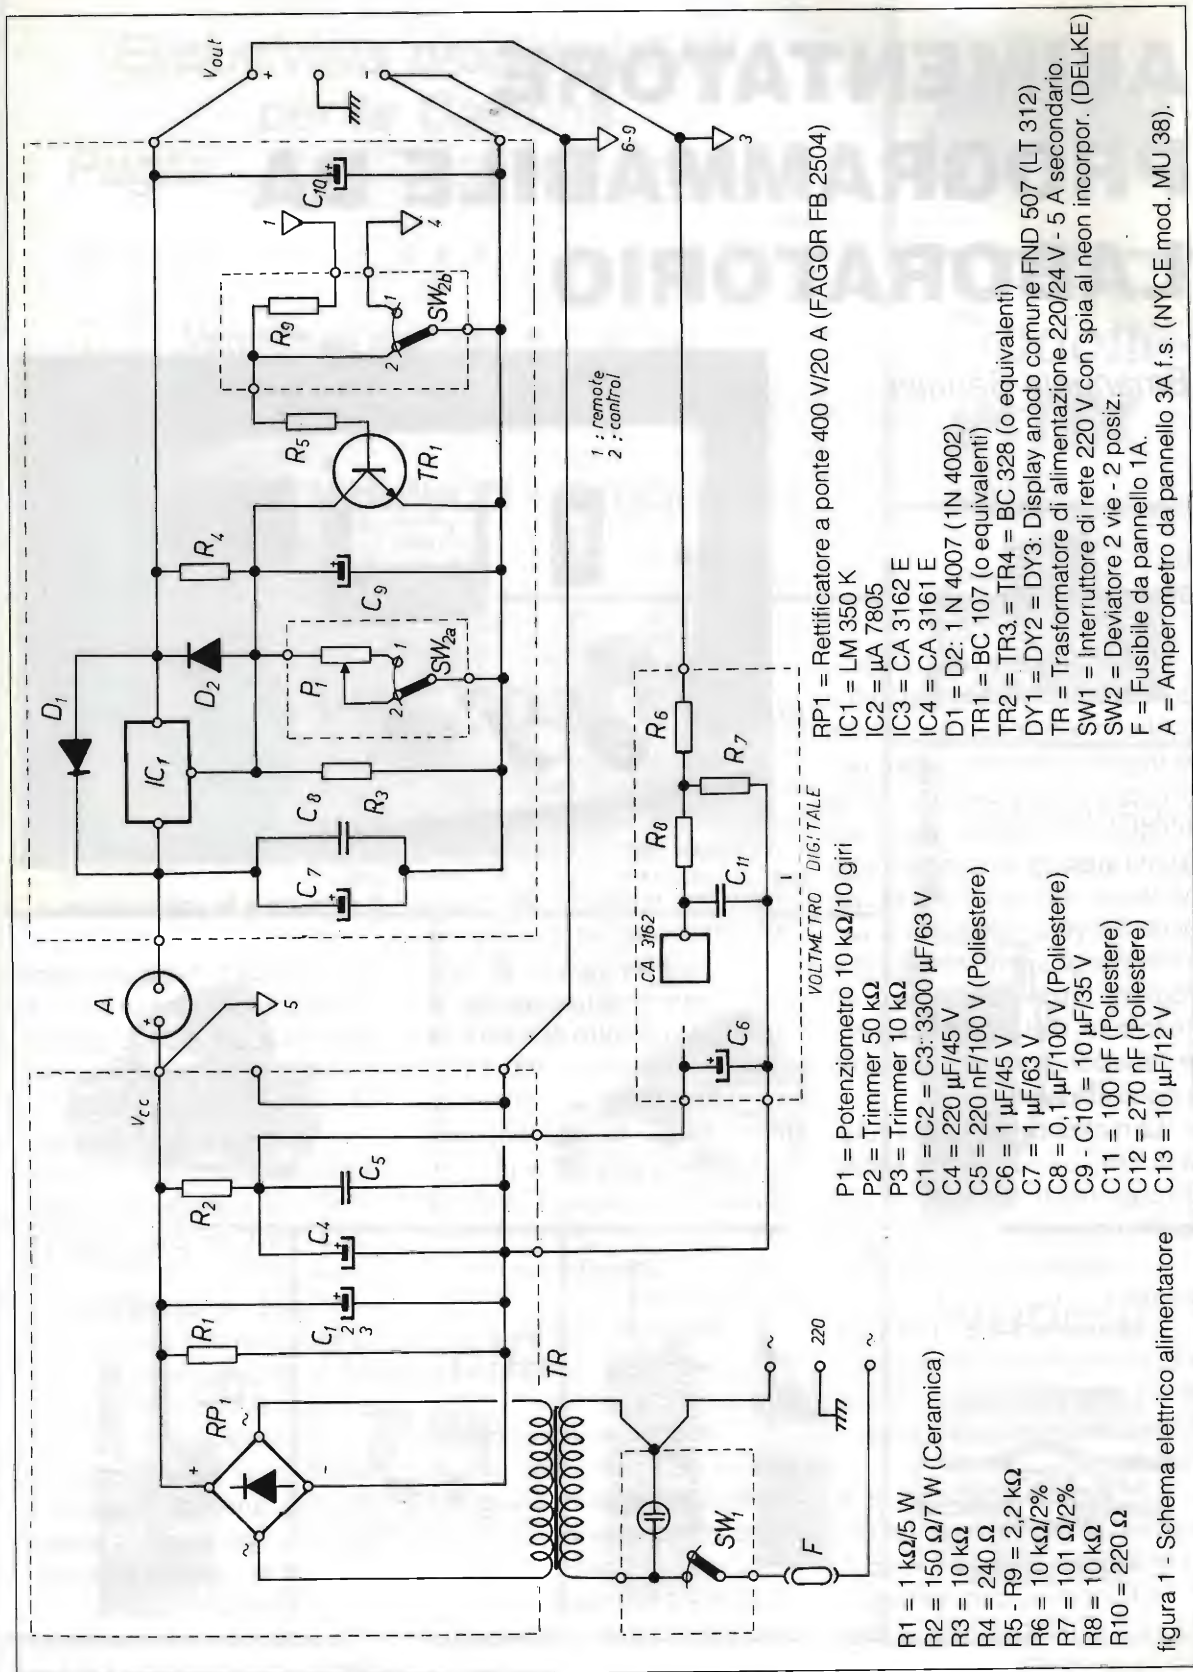 RP1
~
~
+
-
TR
SW1
F
~
220
~
R1
C1
2
3
+
R2
C4
+
C5
Vcc
5
A
+
D1
IC1
D2
R4
C7
+
C8
R3
P1
1
2
SW2a
C9
+
TR1
R5
R9
1
4
1
2
SW2b
C10
+
Vout
+
-
1 : remote
2 : control
6-9
3
C6
+
CA 3162
C11
R8
R6
R7
VOLTMETRO DIGITALE
R1 = 1 kΩ/5 W
R2 = 150 Ω/7 W (Ceramica)
R3 = 10 kΩ
R4 = 240 Ω
R5 - R9 = 2,2 kΩ
R6 = 10 kΩ/2%
R7 = 101 Ω/2%
R8 = 10 kΩ
R10 = 220 Ω
P1 = Potenziometro 10 kΩ/10 giri
P2 = Trimmer 50 kΩ
P3 = Trimmer 10 kΩ
C1 = C2 = C3: 3300 µF/63 V
C4 = 220 µF/45 V
C5 = 220 nF/100 V (Poliestere)
C6 = 1 µF/45 V
C7 = 1 µF/63 V
C8 = 0,1 µF/100 V (Poliestere)
C9 - C10 = 10 µF/35 V
C11 = 100 nF (Poliestere)
C12 = 270 nF (Poliestere)
C13 = 10 µF/12 V
RP1 = Rettificatore a ponte 400 V/20 A (FAGOR FB 2504)
IC1 = LM 350 K
IC2 = µA 7805
IC3 = CA 3162 E
IC4 = CA 3161 E
D1 = D2: 1 N 4007 (1N 4002)
TR1 = BC 107 (o equivalenti)
TR2 = TR3 = TR4 = BC 328 (o equivalenti)
DY1 = DY2 = DY3: Display anodo comune FND 507 (LT 312)
TR = Trasformatore di alimentazione 220/24 V - 5 A secondario.
SW1 = Interruttore di rete 220 V con spia al neon incorpor. (DELKE)
SW2 = Deviatore 2 vie - 2 posiz.
F = Fusibile da pannello 1A.
A = Amperometro da pannello 3A f.s. (NYCE mod. MU 38).
figura 1 - Schema elettrico alimentatore